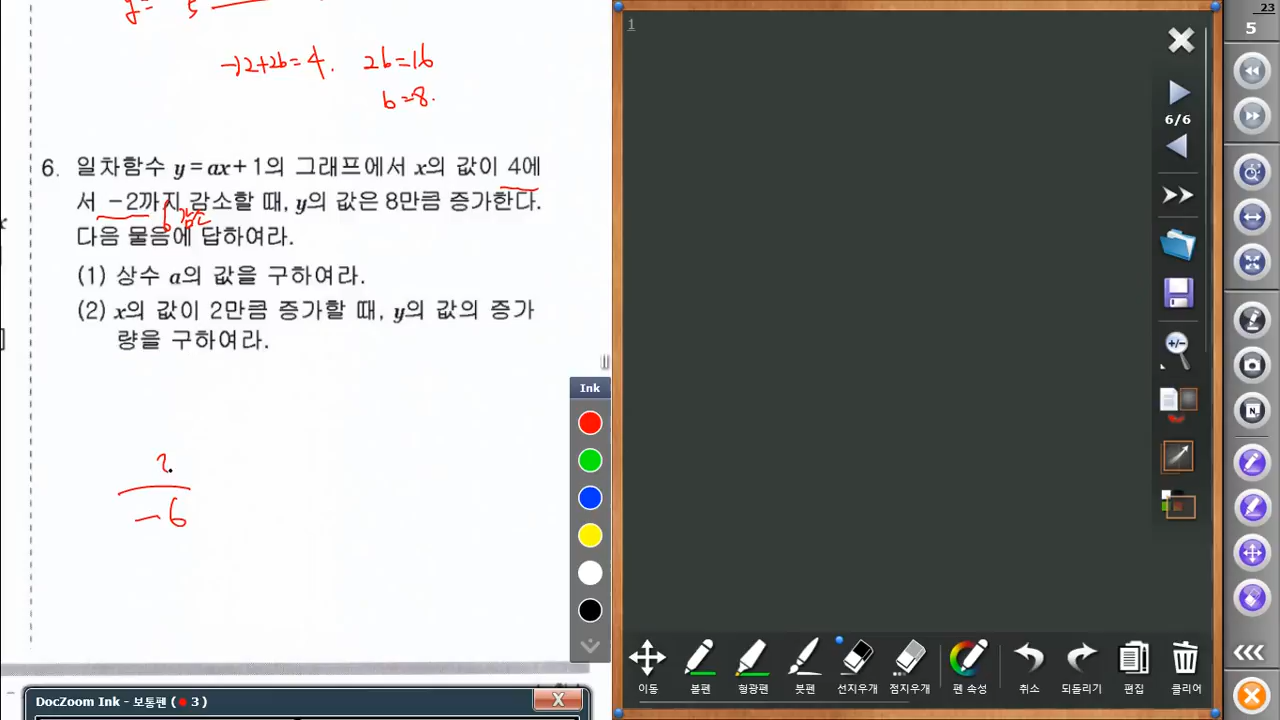 y= 5
-12+2b=4. 2b=16
b=8.
6. 일차함수 y=ax+1의 그래프에서 x의 값이 4에
서 -2까지 감소할 때, y의 값은 8만큼 증가한다.
6 감소
다음 물음에 답하여라.
(1) 상수 a의 값을 구하여라.
(2) x의 값이 2만큼 증가할 때, y의 값의 증가
량을 구하여라.
-6
Ink
DocZoom Ink - 보통펜 ( 3 )
X
1
6/6
+/-
이동
볼펜
형광펜
붓펜
선지우개
점지우개
펜 속성
취소
되돌리기
편집
클리어
23
5
N